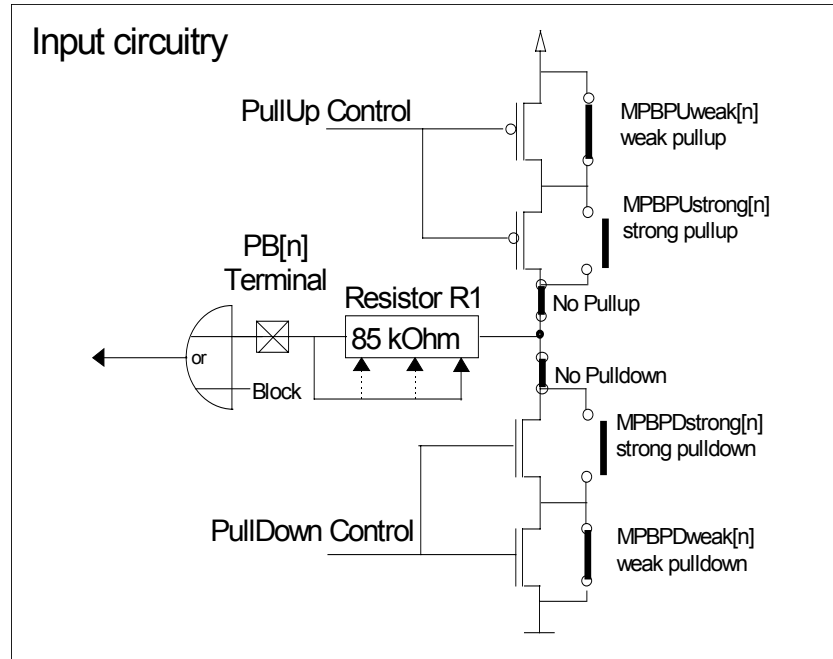 Input circuitry
PullUp Control
MPBPUweak[n]
weak pullup
MPBPUstrong[n]
strong pullup
PB[n]
Terminal
Resistor R1
No Pullup
85 kOhm
or
Block
No Pulldown
MPBPDstrong[n]
strong pulldown
PullDown Control
MPBPDweak[n]
weak pulldown